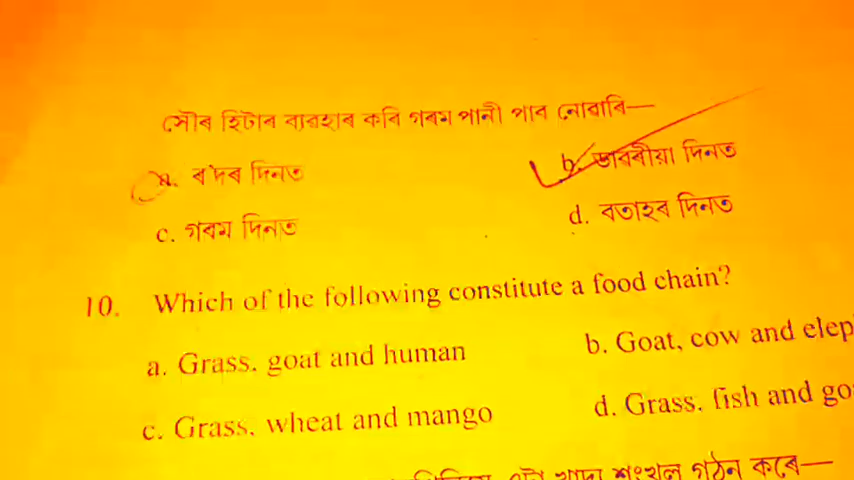 সৌৰ হিটাৰ ব্যৱহাৰ কৰি গৰম পানী পাব নোৱাৰি—
a. ৰ'দৰ দিনত b. ডাৱৰীয়া দিনত
c. গৰম দিনত d. বতাহৰ দিনত
10. Which of the following constitute a food chain?
a. Grass, goat and human b. Goat, cow and elep
c. Grass, wheat and mango d. Grass, fish and go
এটা খাদ্য শৃংখল গঠন কৰে—